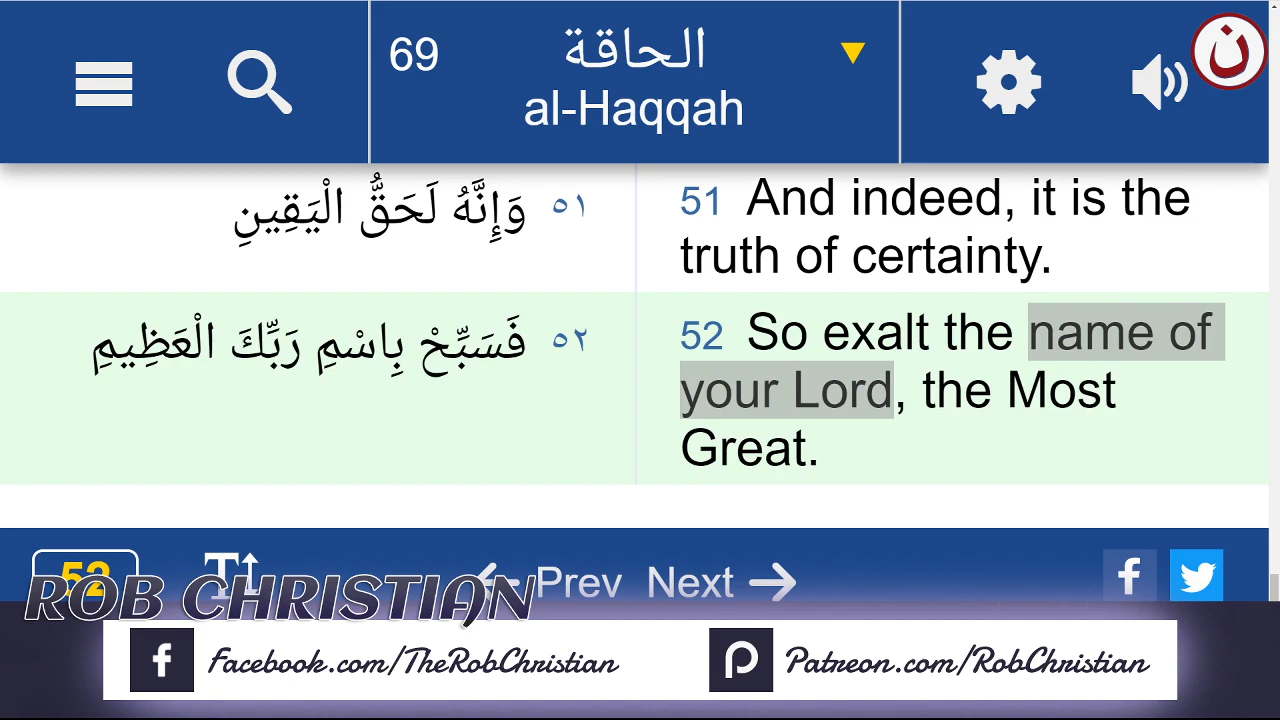 ن
69
الحاقة
al-Haqqah
٥١ وَإِنَّهُ لَحَقُّ الْيَقِينِ
51 And indeed, it is the
truth of certainty.
٥٢ فَسَبِّحْ بِاسْمِ رَبِّكَ الْعَظِيمِ
52 So exalt the name of
your Lord, the Most
Great.
52
T
Prev Next
ROB CHRISTIAN
Facebook.com/TheRobChristian
Patreon.com/RobChristian